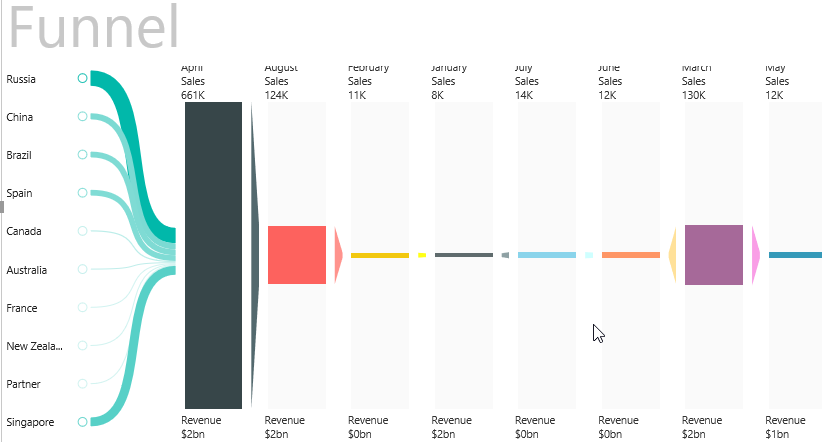 Funnel
Russia
China
Brazil
Spain
Canada
Australia
France
New Zeala...
Partner
Singapore
April August February January July June March May
Sales Sales Sales Sales Sales Sales Sales Sales
661K 124K 11K 8K 14K 12K 130K 12K
Revenue Revenue Revenue Revenue Revenue Revenue Revenue Revenue
$2bn $2bn $0bn $2bn $0bn $0bn $2bn $1bn